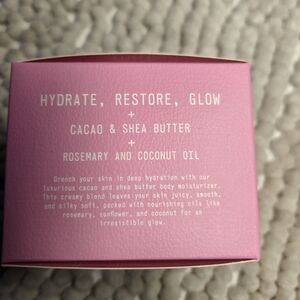 HYDRATE, RESTORE, GLOW
+
CACAO & SHEA BUTTER
+
ROSEMARY AND COCONUT OIL
Drench your skin in deep hydration with our
luxurious cacao and shea butter body moisturizer.
This creamy blend leaves your skin juicy, smooth,
and silky soft, packed with nourishing oils like
rosemary, sunflower, and coconut for an
irresistible glow.